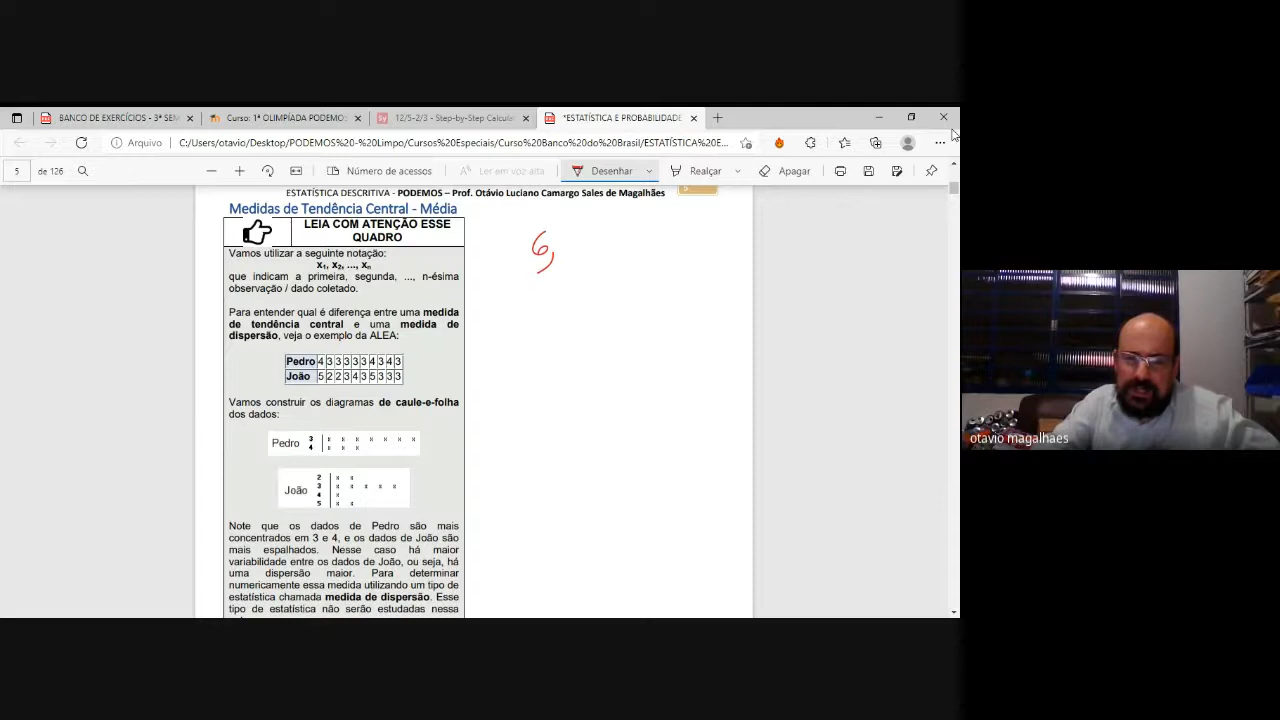 BANCO DE EXERCÍCIOS - 3ª SEM
Curso: 1ª OLIMPÍADA PODEMOS
12/5-2/3 - Step-by-Step Calcula
*ESTATÍSTICA E PROBABILIDADE
Arquivo C:/Users/otavio/Desktop/PODEMOS%20-%20Limpo/Cursos%20Especiais/Curso%20Banco%20do%20Brasil/ESTATÍSTICA%20E...
5 de 126 Número de acessos Ler em voz alta Desenhar Realçar Apagar
ESTATÍSTICA DESCRITIVA - PODEMOS – Prof. Otávio Luciano Camargo Sales de Magalhães
5
Medidas de Tendência Central - Média
LEIA COM ATENÇÃO ESSE
QUADRO
Vamos utilizar a seguinte notação:
x1, x2, ..., xn
que indicam a primeira, segunda, ..., n-ésima
observação / dado coletado.
Para entender qual é diferença entre uma medida
de tendência central e uma medida de
dispersão, veja o exemplo da ALEA:
Pedro 4 3 3 3 3 3 4 3 4 3
João 5 2 2 3 4 3 5 3 3 3
Vamos construir os diagramas de caule-e-folha
dos dados:
Pedro
3 | x x x x x x x
4 | x x x
João
2 | x x
3 | x x x x x
4 | x
5 | x x
Note que os dados de Pedro são mais
concentrados em 3 e 4, e os dados de João são
mais espalhados. Nesse caso há maior
variabilidade entre os dados de João, ou seja, há
uma dispersão maior. Para determinar
numericamente essa medida utilizando um tipo de
estatística chamada medida de dispersão. Esse
tipo de estatística não serão estudadas nessa
6,
otavio magalhaes